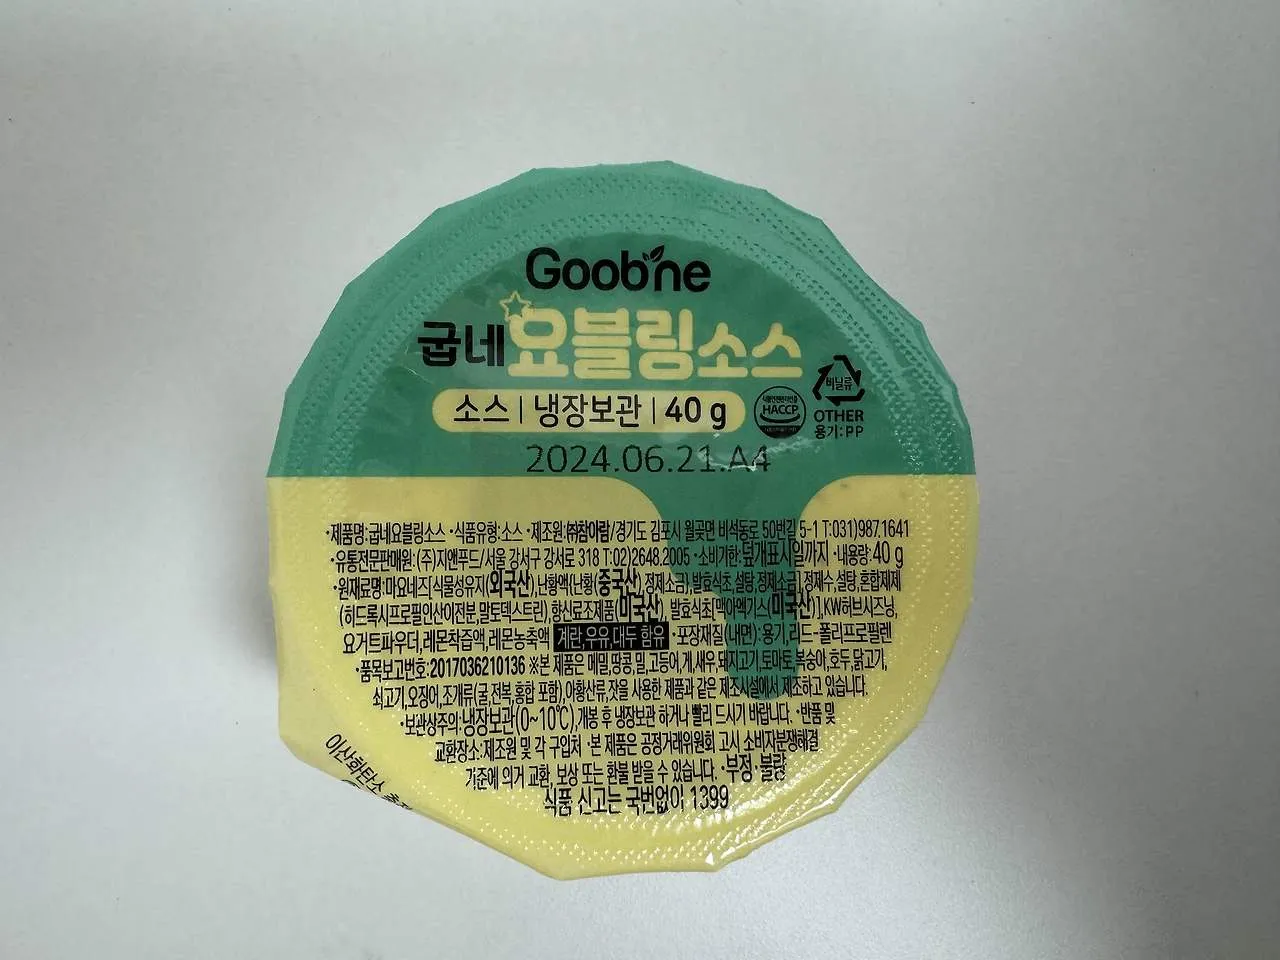 Goobne
굽네 요블링소스
소스 | 냉장보관 | 40 g
HACCP
비닐류
OTHER
용기:PP
2024.06.21.A4
·제품명:굽네요블링소스 ·식품유형:소스 ·제조원:㈜참아람/경기도 김포시 월곶면 비석동로 50번길 5-1 T:031)987.1641
·유통전문판매원:(주)지앤푸드/서울 강서구 강서로 318 T:02)2648.2005 ·소비기한:덮개표시일까지 ·내용량:40 g
·원재료명:마요네즈[식물성유지(외국산),난황액{난황(중국산),정제소금},발효식초,설탕,정제소금],정제수,설탕,혼합제제
(히드록시프로필인산이전분,말토덱스트린),향신료조제품(미국산),발효식초[맥아엑기스(미국산)],KW허브시즈닝,
요거트파우더,레몬착즙액,레몬농축액 계란,우유,대두 함유 ·포장재질(내면):용기,리드-폴리프로필렌
·품목보고번호:2017036210136 ※본 제품은 메밀,땅콩,밀,고등어,게,새우,돼지고기,토마토,복숭아,호두,닭고기,
쇠고기,오징어,조개류(굴,전복,홍합 포함),아황산류,잣을 사용한 제품과 같은 제조시설에서 제조하고 있습니다.
·보관상주의:냉장보관(0~10℃),개봉 후 냉장보관 하거나 빨리 드시기 바랍니다. ·반품 및
교환장소:제조원 및 각 구입처 ·본 제품은 공정거래위원회 고시 소비자분쟁해결
기준에 의거 교환, 보상 또는 환불 받을 수 있습니다. ·부정·불량
식품 신고는 국번없이 1399
이산화탄소